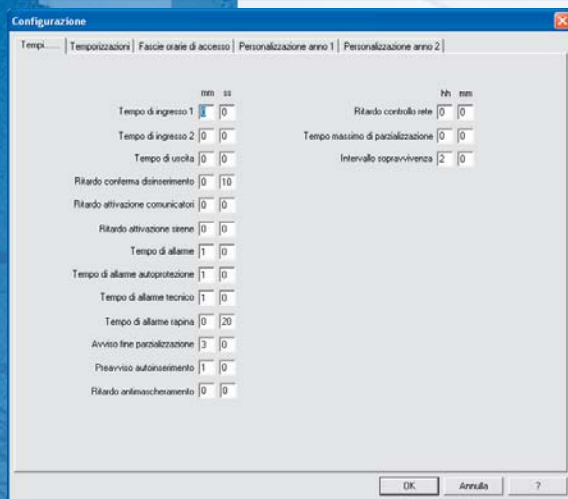 Configurazione
Tempi...... Temporizzazioni Fascie orarie di accesso Personalizzazione anno 1 Personalizzazione anno 2
mm ss
Tempo di ingresso 1 0 0
Tempo di ingresso 2 0 0
Tempo di uscita 0 0
Ritardo conferma disinserimento 0 10
Ritardo attivazione comunicatori 0 0
Ritardo attivazione sirene 0 0
Tempo di allarme 1 0
Tempo di allarme autoprotezione 1 0
Tempo di allarme tecnico 1 0
Tempo di allarme rapina 0 20
Avviso fine parzializzazione 3 0
Preavviso autoinserimento 1 0
Ritardo antimascheramento 0 0
hh mm
Ritardo controllo rete 0 0
Tempo massimo di parzializzazione 0 0
Intervallo sopravvivenza 2 0
OK Annulla ?